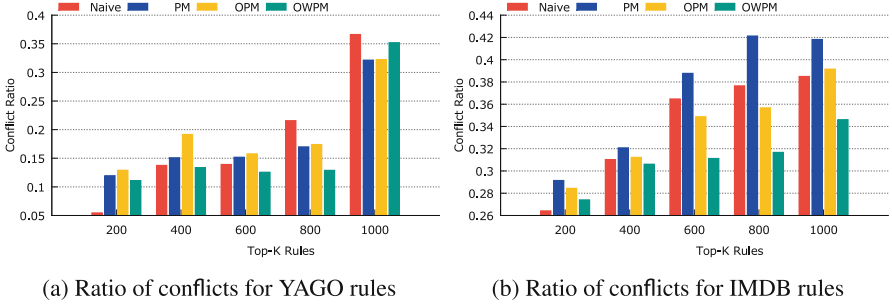 Naive PM OPM OWPM
0.4
0.35
0.3
0.25
0.2
0.15
0.1
0.05
Conflict Ratio
200 400 600 800 1000
Top-K Rules
(a) Ratio of conflicts for YAGO rules
Naive PM OPM OWPM
0.44
0.42
0.4
0.38
0.36
0.34
0.32
0.3
0.28
0.26
Conflict Ratio
200 400 600 800 1000
Top-K Rules
(b) Ratio of conflicts for IMDB rules